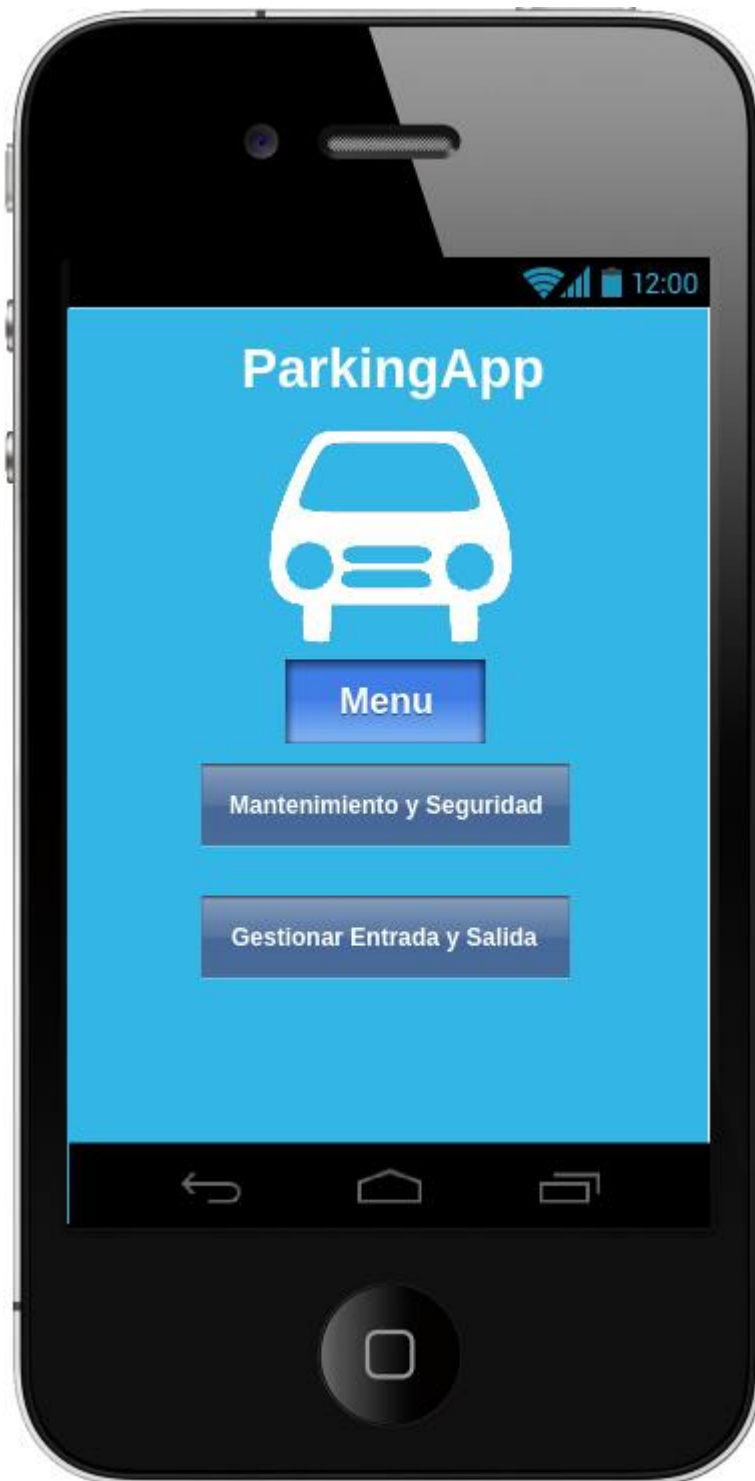 12:00
ParkingApp
Menu
Mantenimiento y Seguridad
Gestionar Entrada y Salida